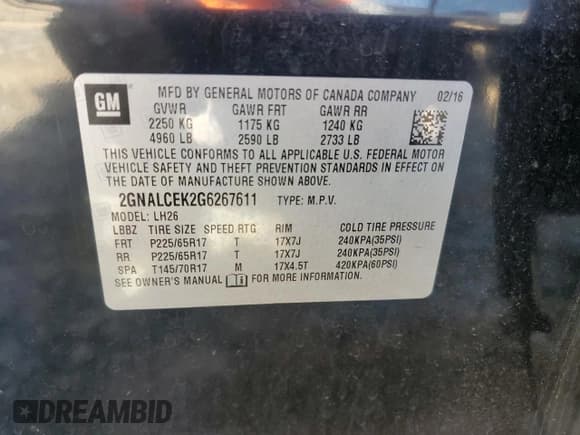 GM
MFD BY GENERAL MOTORS OF CANADA COMPANY 02/16
GVWR GAWR FRT GAWR RR
2250 KG 1175 KG 1240 KG
4960 LB 2590 LB 2733 LB
THIS VEHICLE CONFORMS TO ALL APPLICABLE U.S. FEDERAL MOTOR
VEHICLE SAFETY AND THEFT PREVENTION STANDARDS IN EFFECT ON
THE DATE OF MANUFACTURE SHOWN ABOVE.
2GNALCEK2G6267611 TYPE: M.P.V.
MODEL: LH26
LBBZ TIRE SIZE SPEED RTG RIM COLD TIRE PRESSURE
FRT P225/65R17 T 17X7J 240KPA(35PSI)
RR P225/65R17 T 17X7J 240KPA(35PSI)
SPA T145/70R17 M 17X4.5T 420KPA(60PSI)
SEE OWNER'S MANUAL FOR MORE INFORMATION
DREAMBID